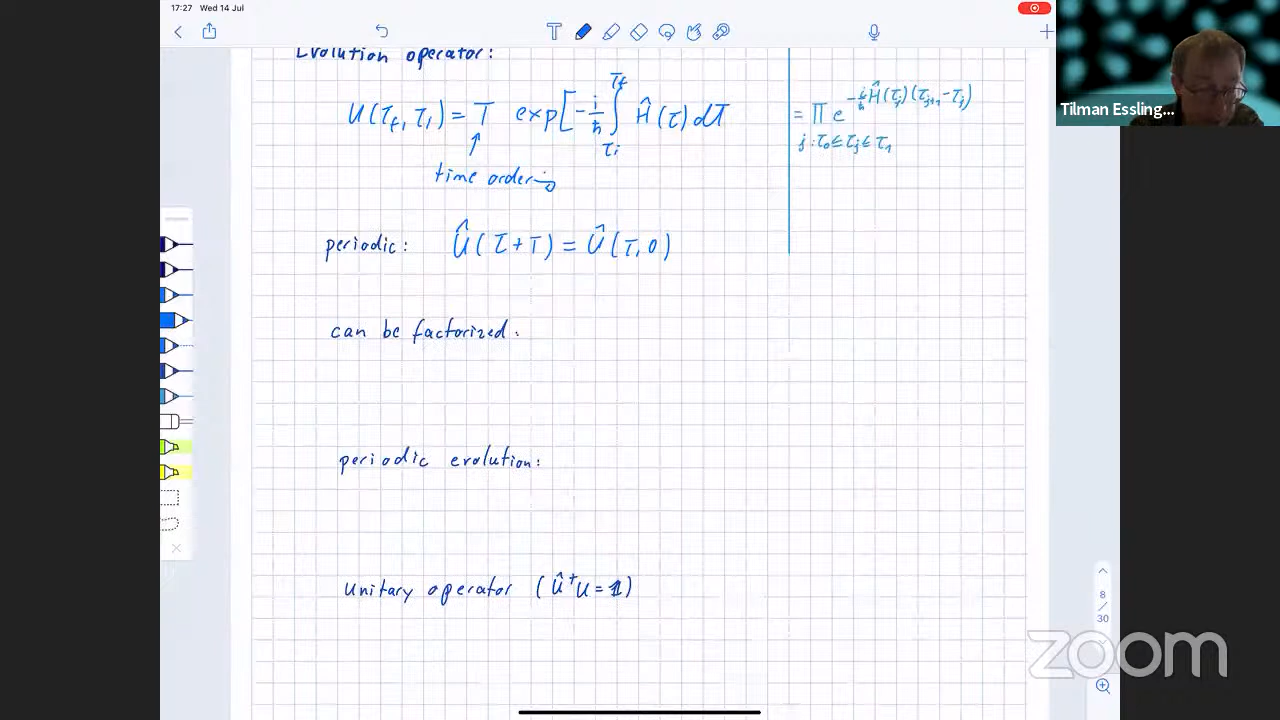 17:27 Wed 14 Jul
Tilman Essling...
Evolution operator:
U(τf, τi) = T exp[-i/ħ ∫ Ĥ(τ) dτ
τf
τi
= Π e^{-i/ħ Ĥ(τj)(τj+1 - τj)}
j: τ0 ≤ τj ≤ τ1
↑
time ordering
periodic: Û(τ+T) = Û(τ,0)
can be factorized:
periodic evolution:
unitary operator (Û†U = 1)
8
/
30
zoom